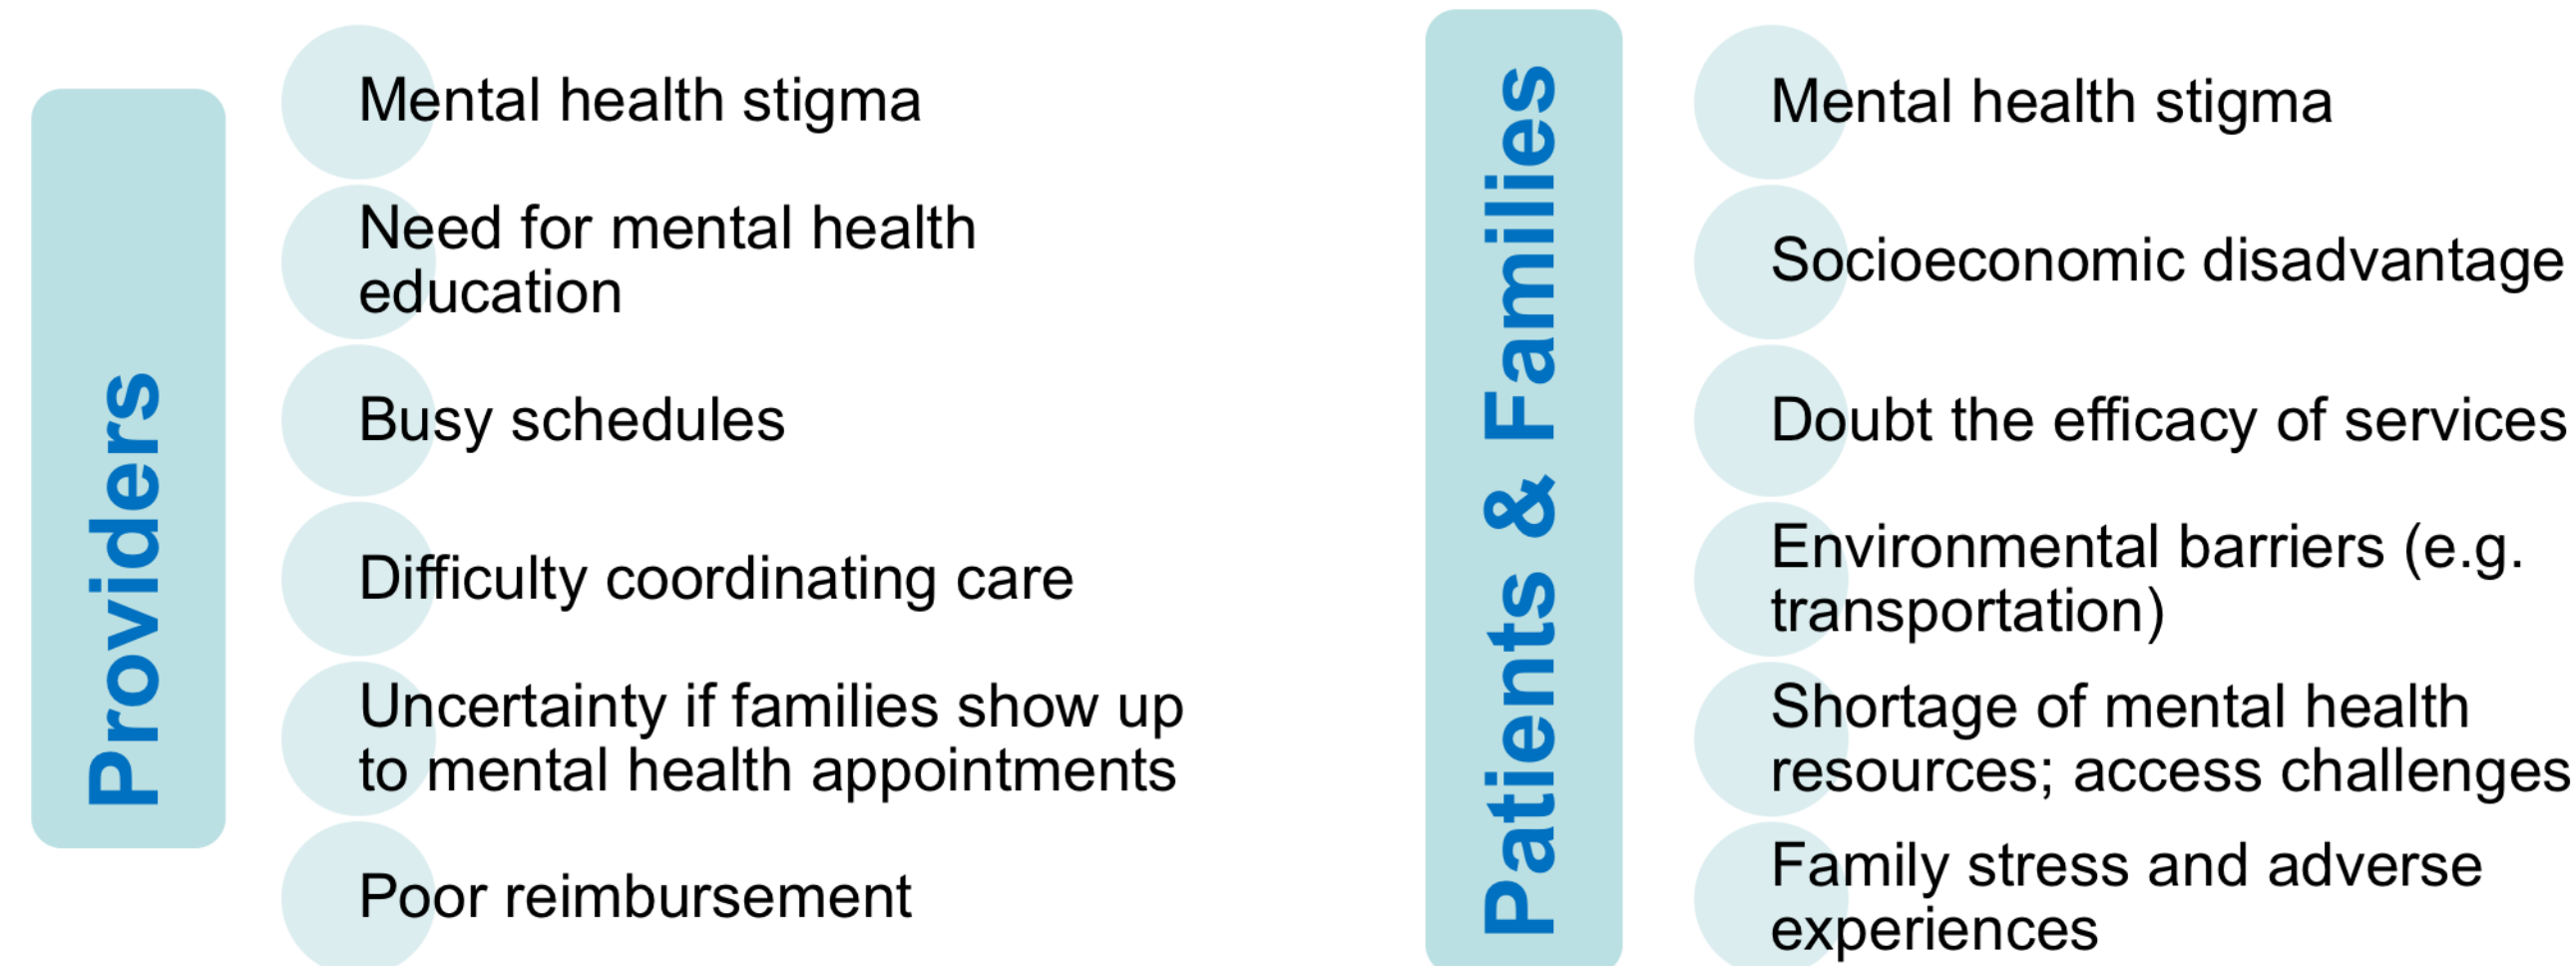 Providers
Mental health stigma
Need for mental health
education
Busy schedules
Difficulty coordinating care
Uncertainty if families show up
to mental health appointments
Poor reimbursement
Patients & Families
Mental health stigma
Socioeconomic disadvantage
Doubt the efficacy of services
Environmental barriers (e.g.
transportation)
Shortage of mental health
resources; access challenges
Family stress and adverse
experiences